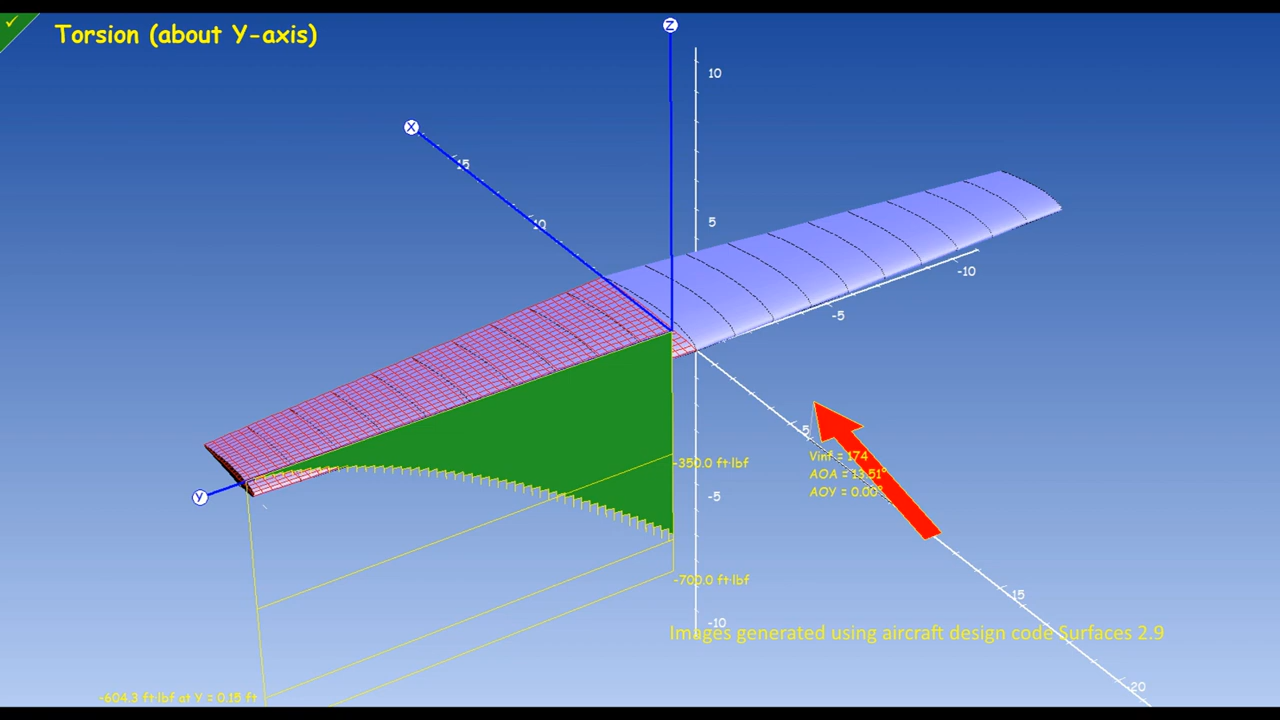 Torsion (about Y-axis)
Z
10
X
15
10
5
-10
-5
-5
Vinf = 174
AOA = 13.51°
AOY = 0.00°
-350.0 ft·lbf
Y
-5
-700.0 ft·lbf
-15
-10
Images generated using aircraft design code Surfaces 2.9
-20
-604.3 ft·lbf at Y = 0.15 ft